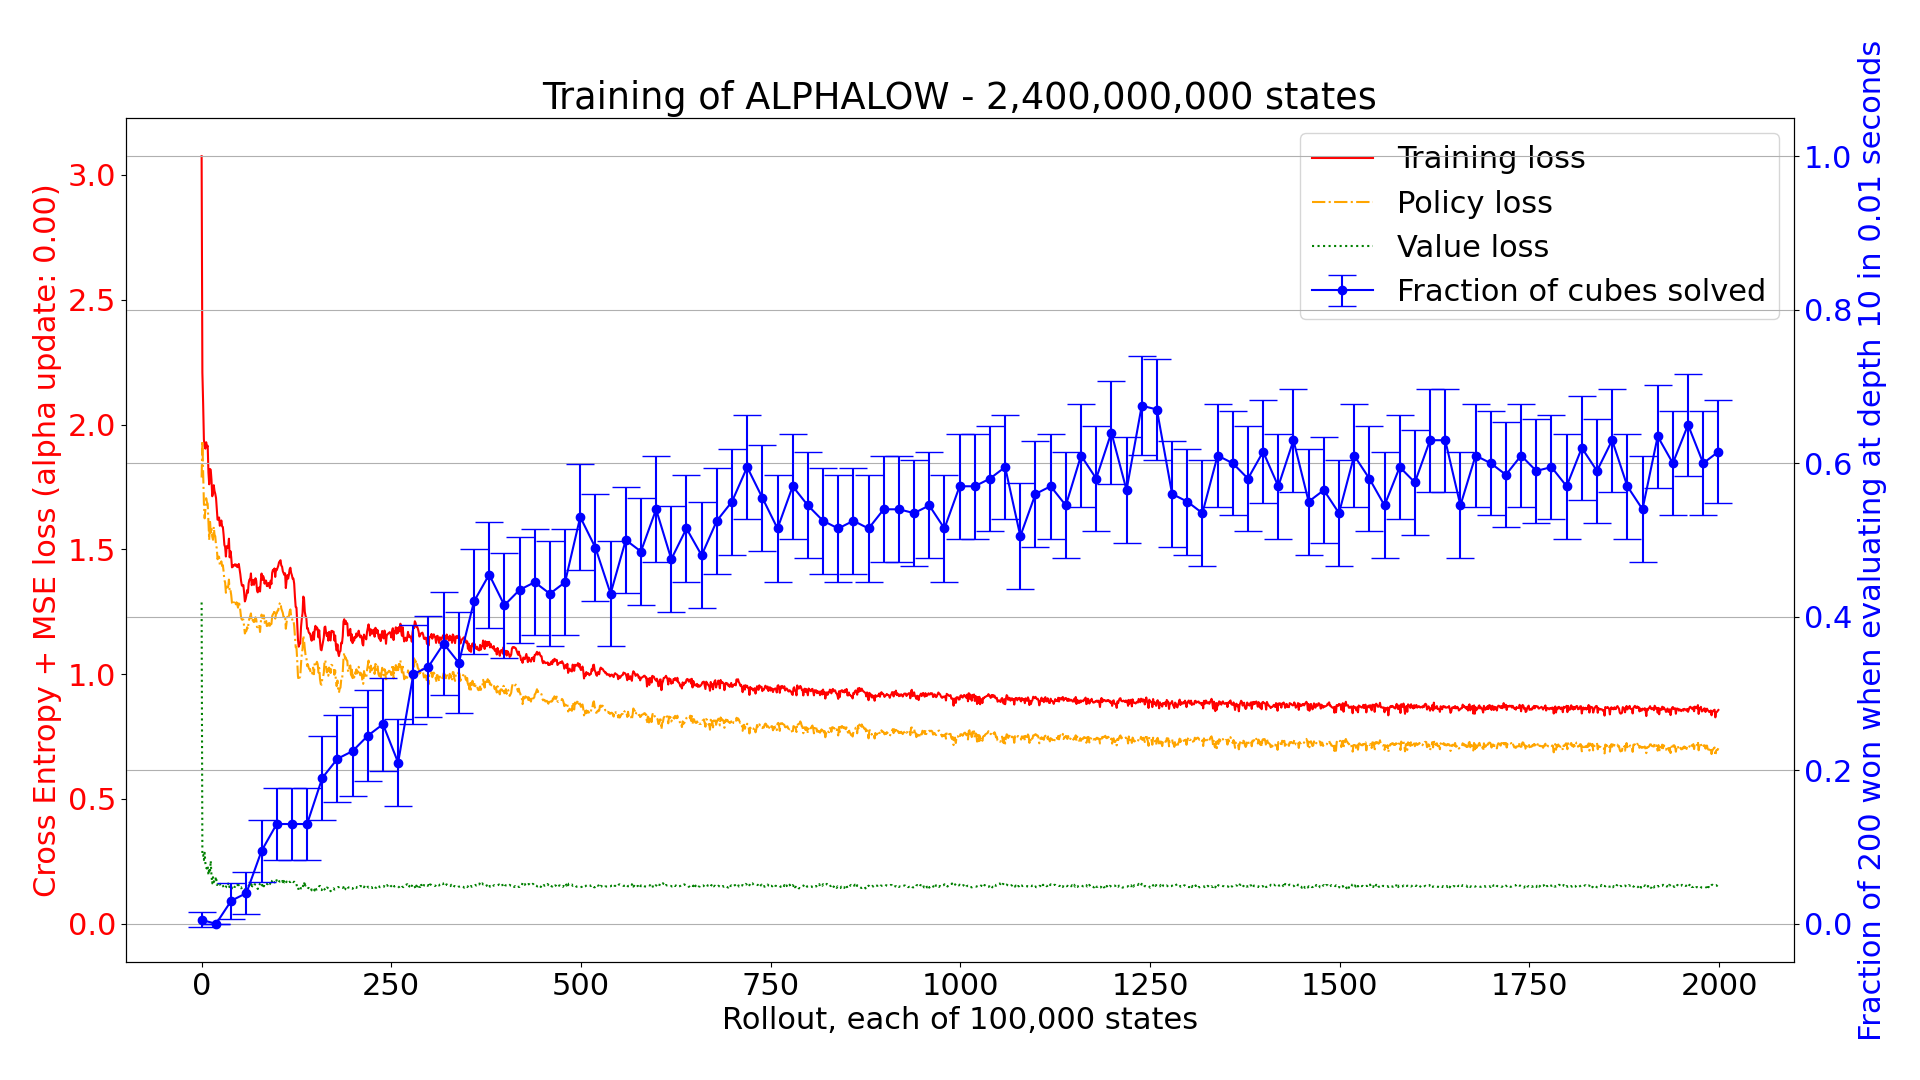 Training of ALPHALOW - 2,400,000,000 states
Cross Entropy + MSE loss (alpha update: 0.00)
3.0
2.5
2.0
1.5
1.0
0.5
0.0
Training loss
Policy loss
Value loss
Fraction of cubes solved
1.0
0.8
0.6
0.4
0.2
0.0
Fraction of 200 won when evaluating at depth 10 in 0.01 seconds
0 250 500 750 1000 1250 1500 1750 2000
Rollout, each of 100,000 states